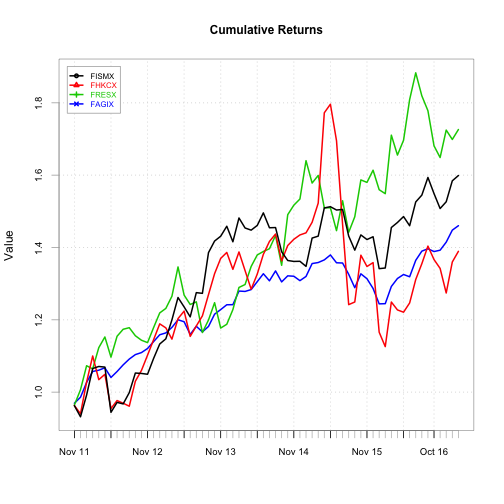 Cumulative Returns
FISMX
FHKCX
FRESX
FAGIX
Value
1.8
1.6
1.4
1.2
1.0
Nov 11 Nov 12 Nov 13 Nov 14 Nov 15 Oct 16